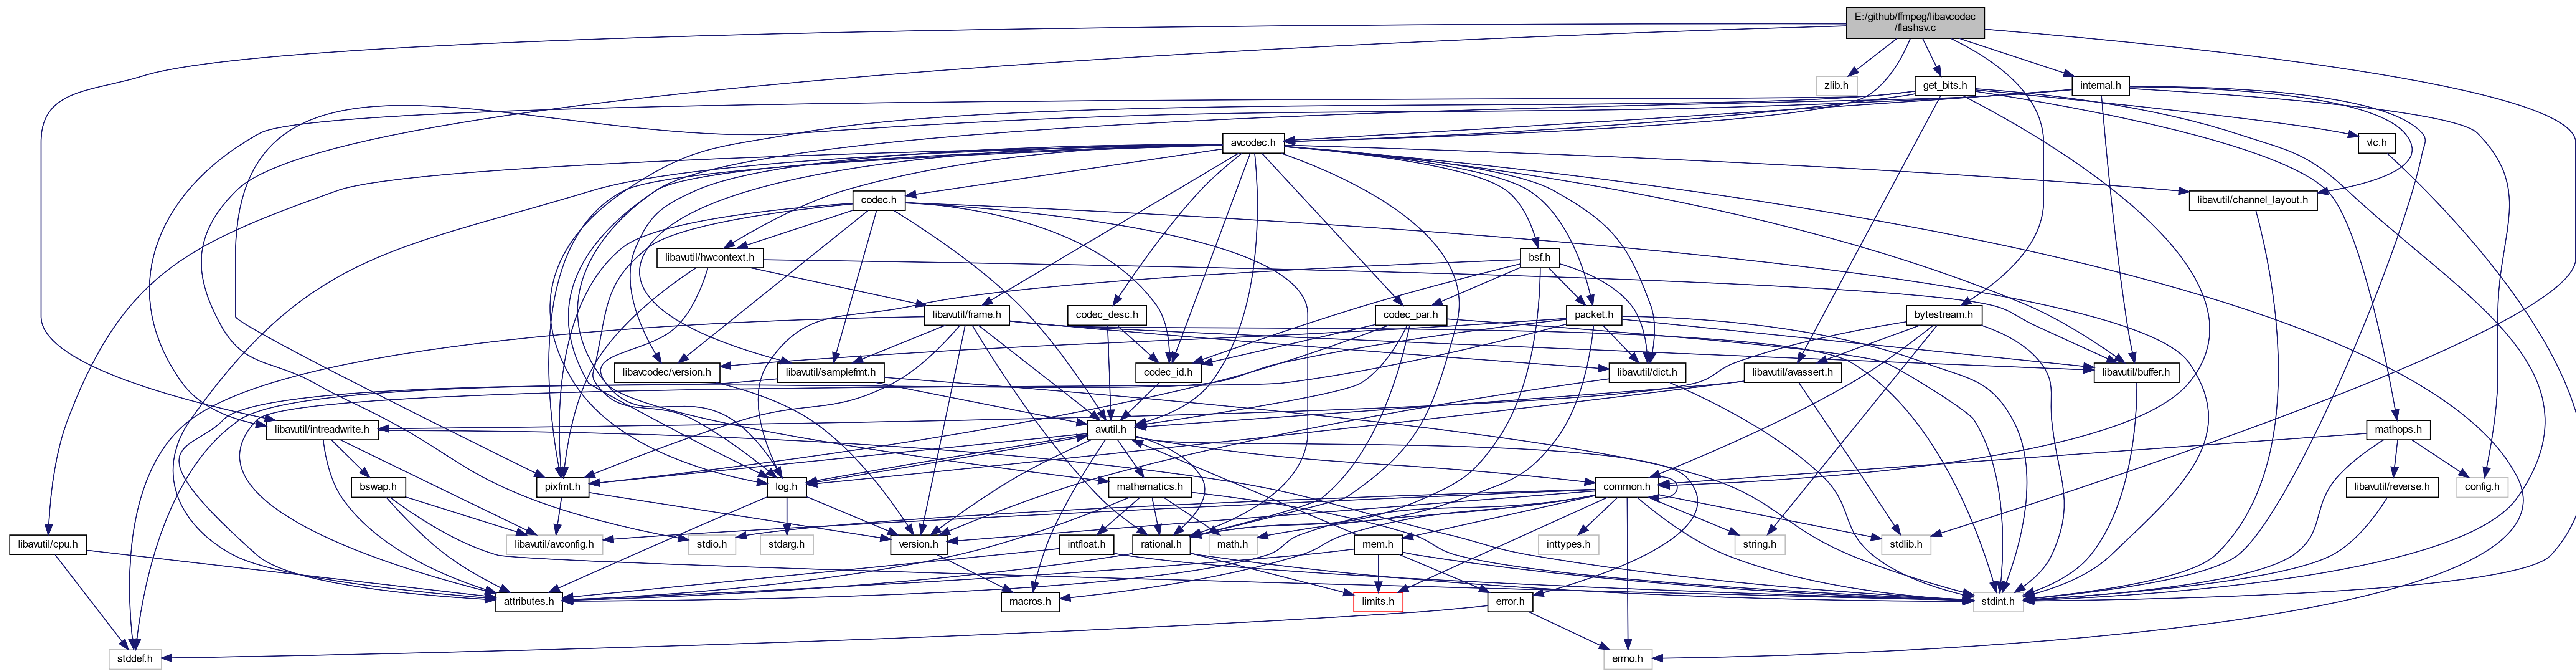 E:/github/ffmpeg/libavcodec
/flashsv.c
zlib.h
get_bits.h
internal.h
avcodec.h
vlc.h
codec.h
libavutil/channel_layout.h
libavutil/hwcontext.h
bsf.h
libavutil/frame.h
codec_desc.h
codec_par.h
packet.h
bytestream.h
libavcodec/version.h
libavutil/samplefmt.h
codec_id.h
libavutil/dict.h
libavutil/avassert.h
libavutil/buffer.h
libavutil/intreadwrite.h
avutil.h
mathops.h
bswap.h
pixfmt.h
log.h
mathematics.h
common.h
libavutil/reverse.h
config.h
libavutil/cpu.h
libavutil/avconfig.h
stdio.h
stdarg.h
version.h
intfloat.h
rational.h
math.h
mem.h
inttypes.h
string.h
stdlib.h
attributes.h
macros.h
limits.h
error.h
stdint.h
stddef.h
errno.h